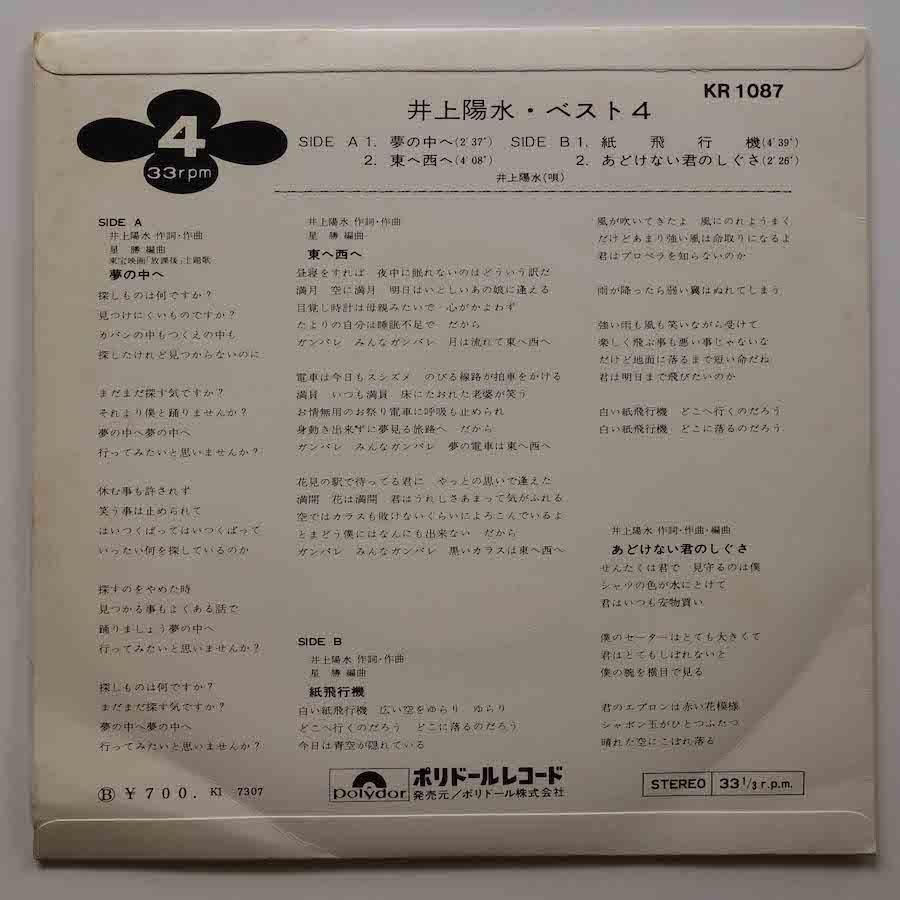 4
33rpm
KR 1087
井上陽水・ベスト4
SIDE A 1. 夢の中へ(2'37")
2. 東へ西へ(4'08")
SIDE B 1. 紙飛行機(4'39")
2. あどけない君のしぐさ(2'26")
井上陽水(唄)
SIDE A
井上陽水 作詞・作曲
星 勝 編曲
東宝映画「放課後」主題歌
夢の中へ
探しものは何ですか?
見つけにくいものですか?
カバンの中もつくえの中も
探したけれど見つからないのに
まだまだ探す気ですか?
それより僕と踊りませんか?
夢の中へ夢の中へ
行ってみたいと思いませんか?
休む事も許されず
笑う事は止められて
はいつくばってはいつくばって
いったい何を探しているのか
探すのをやめた時
見つかる事もよくある話で
踊りましょう夢の中へ
行ってみたいと思いませんか?
探しものは何ですか?
まだまだ探す気ですか?
夢の中へ夢の中へ
行ってみたいと思いませんか?
井上陽水 作詞・作曲
星 勝 編曲
東へ西へ
昼寝をすれば 夜中に眠れないのはどういう訳だ
満月 空に満月 明日はいとしいあの娘に逢える
目覚し時計は母親みたいで 心がかよわず
たよりの自分は睡眠不足で だから
ガンバレ みんなガンバレ 月は流れて東へ西へ
電車は今日もスシズメ のびる線路が拍車をかける
満員 いつも満員 床にたおれた老婆が笑う
お情無用のお祭り電車に呼吸も止められ
身動き出来ずに夢見る旅路へ だから
ガンバレ みんなガンバレ 夢の電車は東へ西へ
花見の駅で待ってる君に やっとの思いで逢えた
満開 花は満開 君はうれしさあまって気がふれる
空ではカラスも敗けないくらいによろこんでいるよ
とまどう僕にはなんにも出来ない だから
ガンバレ みんなガンバレ 黒いカラスは東へ西へ
SIDE B
井上陽水 作詞・作曲
星 勝 編曲
紙飛行機
白い紙飛行機 広い空をゆらり ゆらり
どこへ行くのだろう どこに落るのだろう
今日は青空が隠れている
風が吹いてきたよ 風にのれようまく
だけどあまり強い風は命取りになるよ
君はプロペラを知らないのか
雨が降ったら弱い翼はぬれてしまう
強い雨も風も笑いながら受けて
楽しく飛ぶ事も悪い事じゃないな
だけど地面に落るまで短い命だね
君は明日まで飛びたいのか
白い紙飛行機 どこへ行くのだろう
白い紙飛行機 どこに落るのだろう
井上陽水 作詞・作曲・編曲
あどけない君のしぐさ
せんたくは君で 見守るのは僕
シャツの色が水にとけて
君はいつも安物買い
僕のセーターはとても大きくて
君はとてもしぼれないと
僕の腕を横目で見る
君のエプロンは赤い花模様
シャボン玉がひとつふたつ
晴れた空にこぼれ落る
Ⓑ ¥700. KI 7307
polydor
ポリドールレコード
発売元/ポリドール株式会社
STEREO 33 1/3 r.p.m.